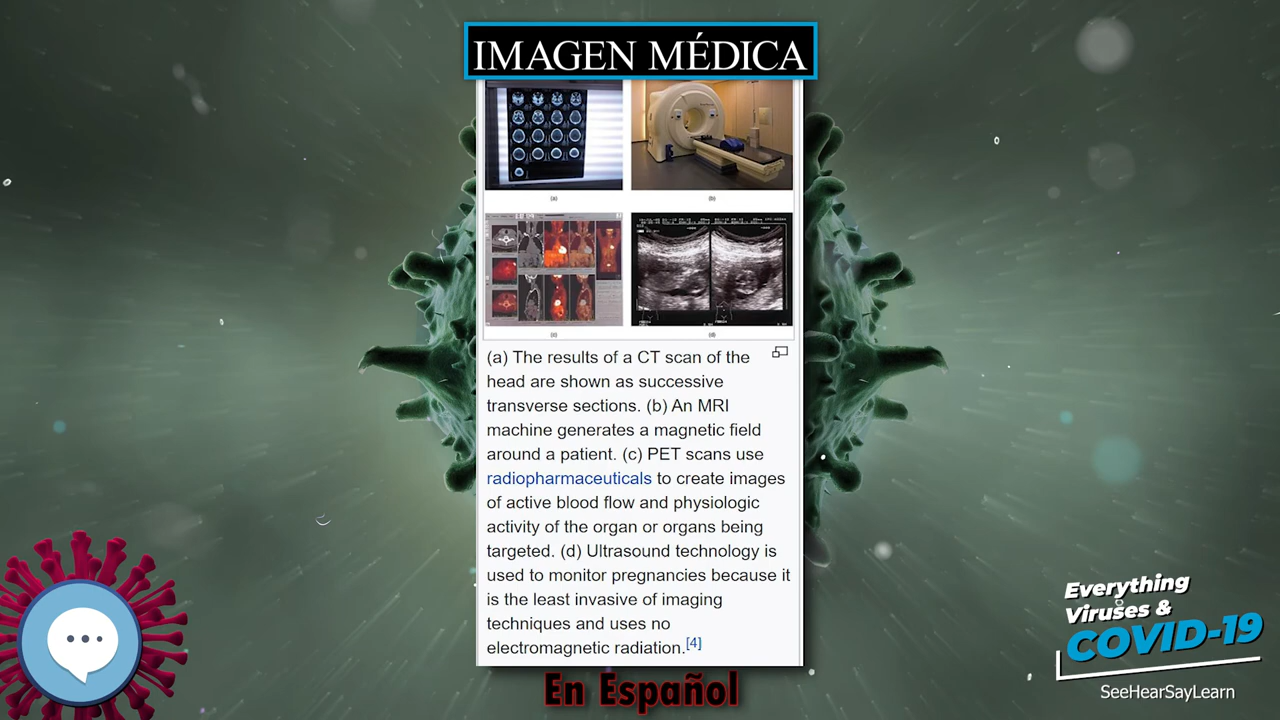 IMAGEN MÉDICA
(a)
(b)
(c)
(d)
(a) The results of a CT scan of the
head are shown as successive
transverse sections. (b) An MRI
machine generates a magnetic field
around a patient. (c) PET scans use
radiopharmaceuticals to create images
of active blood flow and physiologic
activity of the organ or organs being
targeted. (d) Ultrasound technology is
used to monitor pregnancies because it
is the least invasive of imaging
techniques and uses no
electromagnetic radiation.[4]
En Español
Everything
Viruses &
COVID-19
SeeHearSayLearn